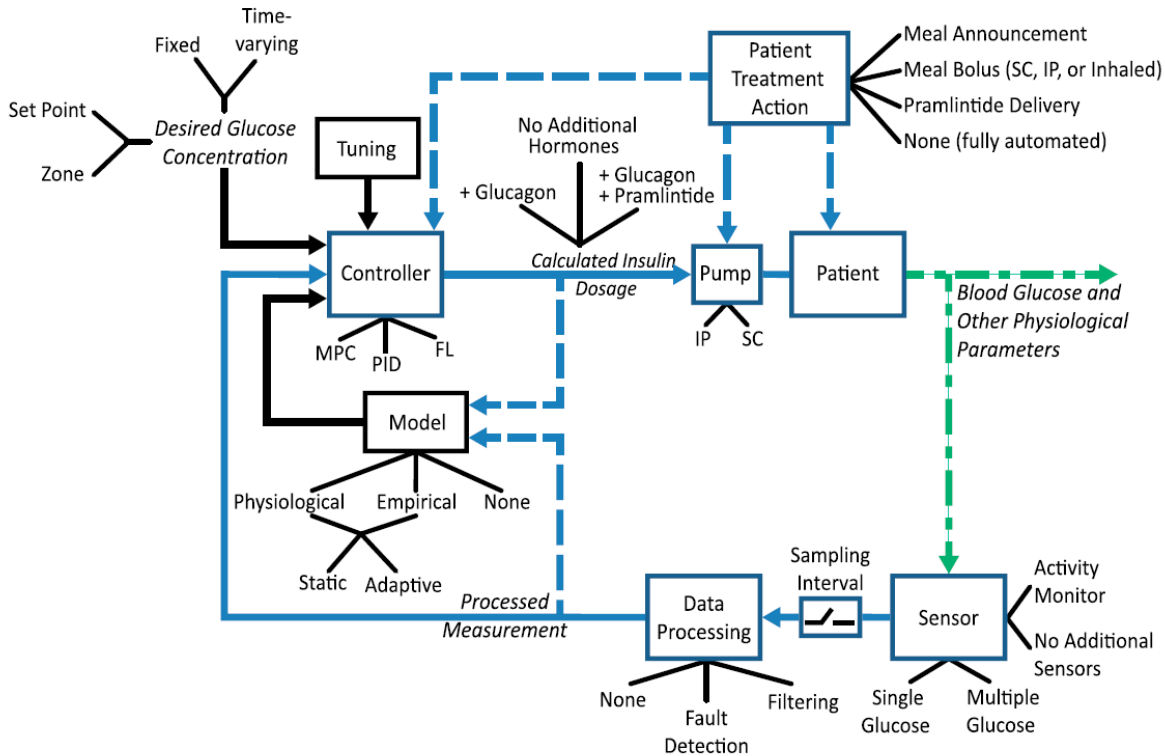 Time-
varying
Fixed
Set Point
Desired Glucose
Concentration
Zone
Tuning
No Additional
Hormones
+ Glucagon
+ Glucagon
+ Pramlintide
Patient
Treatment
Action
Meal Announcement
Meal Bolus (SC, IP, or Inhaled)
Pramlintide Delivery
None (fully automated)
Controller
Calculated Insulin
Dosage
Pump
Patient
Blood Glucose and
Other Physiological
Parameters
MPC
PID
FL
IP
SC
Model
Physiological
Empirical
None
Static
Adaptive
Processed
Measurement
Data
Processing
Sampling
Interval
Sensor
Activity
Monitor
No Additional
Sensors
None
Fault
Detection
Filtering
Single
Glucose
Multiple
Glucose